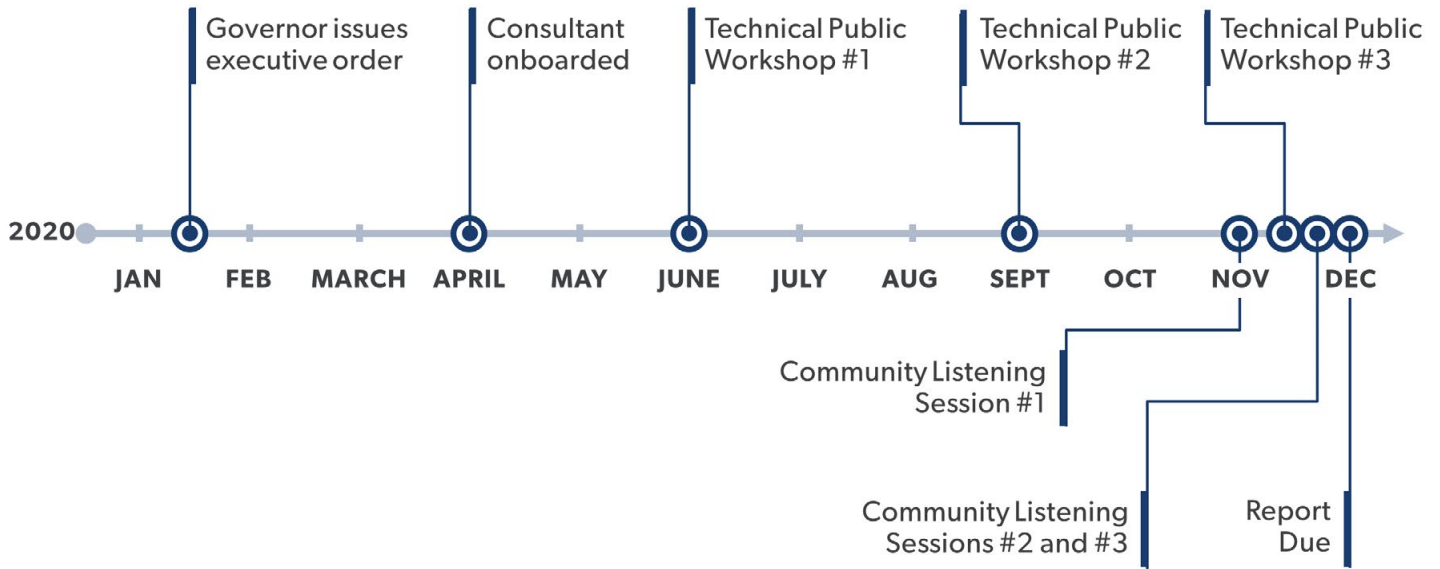 Governor issues
executive order
Consultant
onboarded
Technical Public
Workshop #1
Technical Public
Workshop #2
Technical Public
Workshop #3
2020
JAN
FEB
MARCH
APRIL
MAY
JUNE
JULY
AUG
SEPT
OCT
NOV
DEC
Community Listening
Session #1
Community Listening
Sessions #2 and #3
Report
Due